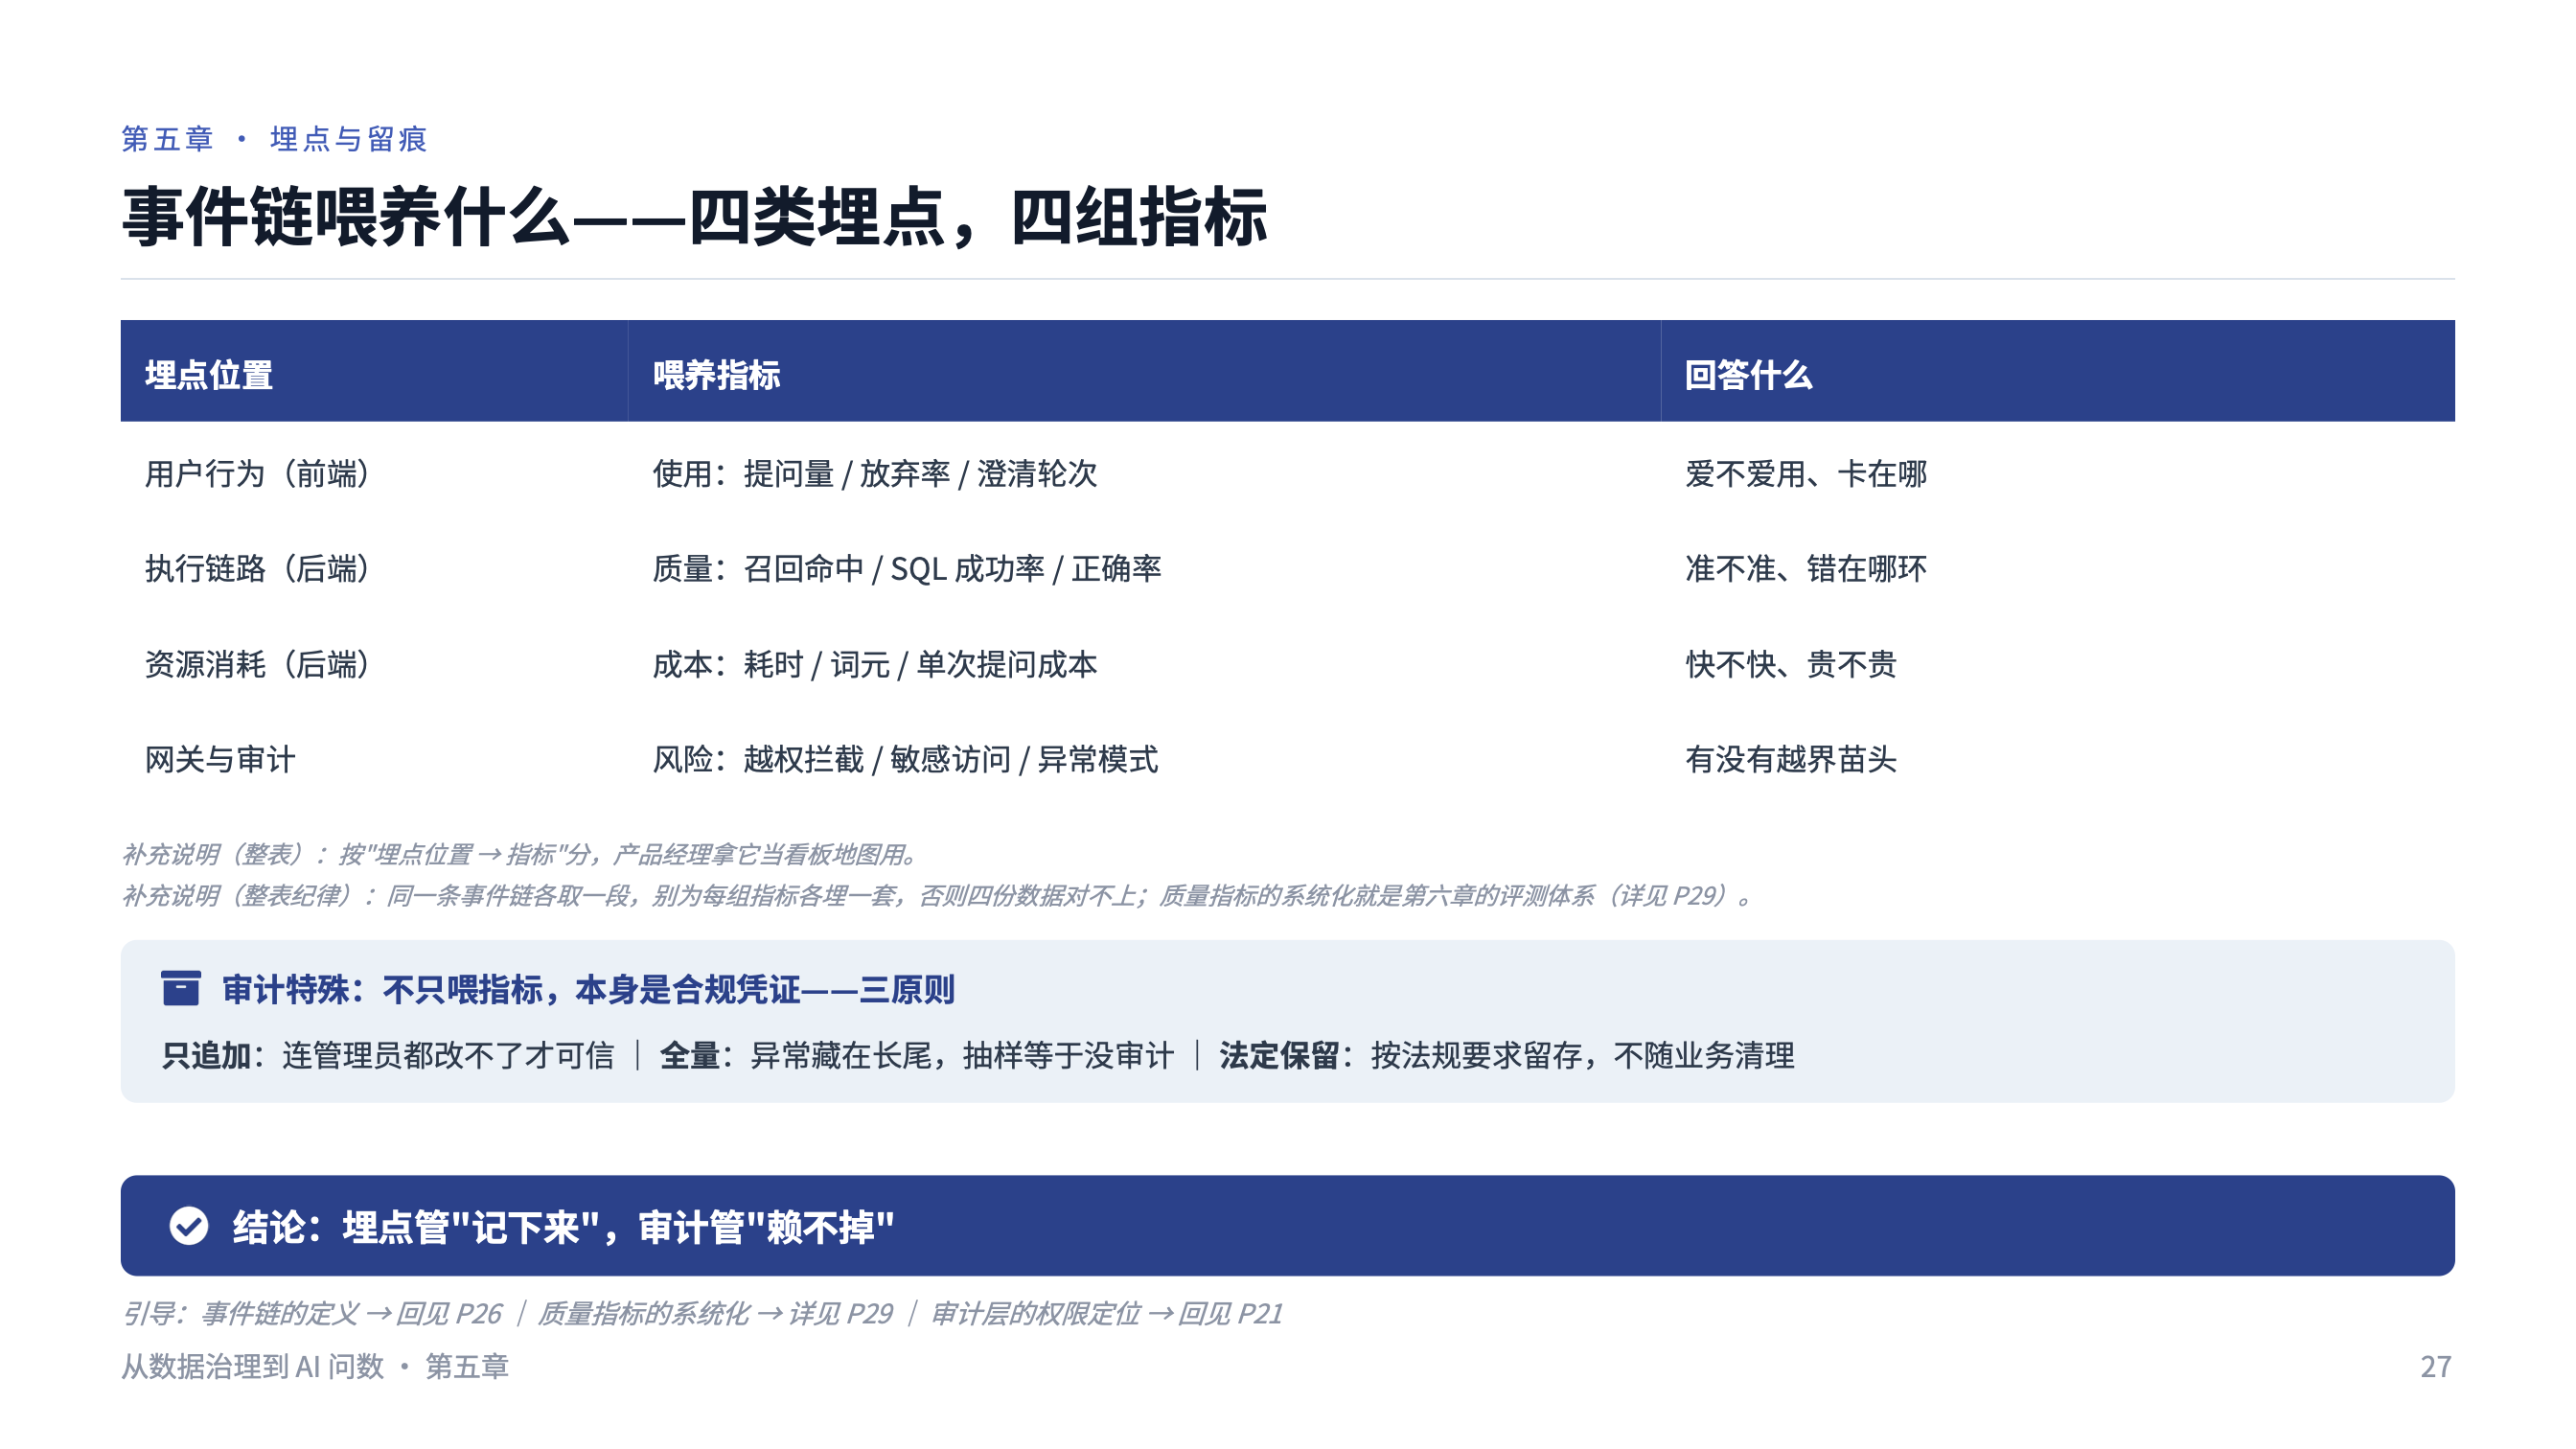 第五章 · 埋点与留痕
事件链喂养什么——四类埋点，四组指标
埋点位置 喂养指标 回答什么
用户行为（前端） 使用：提问量 / 放弃率 / 澄清轮次 爱不爱用、卡在哪
执行链路（后端） 质量：召回命中 / SQL 成功率 / 正确率 准不准、错在哪环
资源消耗（后端） 成本：耗时 / 词元 / 单次提问成本 快不快、贵不贵
网关与审计 风险：越权拦截 / 敏感访问 / 异常模式 有没有越界苗头
补充说明（整表）：按"埋点位置 → 指标"分，产品经理拿它当看板地图用。
补充说明（整表纪律）：同一条事件链各取一段，别为每组指标各埋一套，否则四份数据对不上；质量指标的系统化就是第六章的评测体系（详见 P29）。
审计特殊：不只喂指标，本身是合规凭证——三原则
只追加：连管理员都改不了才可信 ｜ 全量：异常藏在长尾，抽样等于没审计 ｜ 法定保留：按法规要求留存，不随业务清理
结论：埋点管"记下来"，审计管"赖不掉"
引导：事件链的定义 → 回见 P26 ｜ 质量指标的系统化 → 详见 P29 ｜ 审计层的权限定位 → 回见 P21
从数据治理到 AI 问数 · 第五章 27